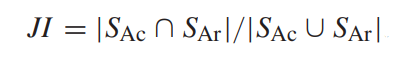 JI = |S_Ac ∩ S_Ar|/|S_Ac ∪ S_Ar|